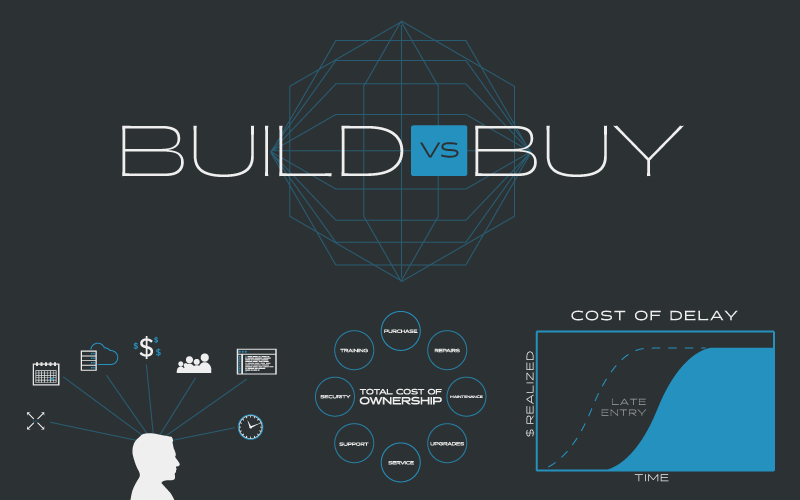 BUILD VS BUY
PURCHASE
REPAIRS
MAINTENANCE
UPGRADES
SERVICE
SUPPORT
SECURITY
TRAINING
TOTAL COST OF
OWNERSHIP
COST OF DELAY
$ REALIZED
LATE
ENTRY
TIME
$ $ $ $